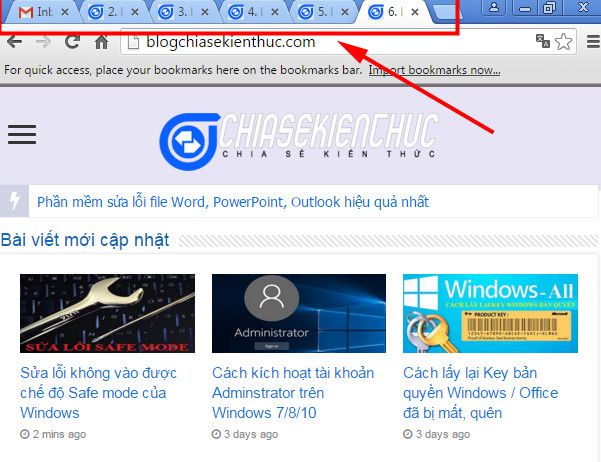 Inl
2. I
3. I
4. I
5. I
6. I
blogchiasekienthuc.com
For quick access, place your bookmarks here on the bookmarks bar. Import bookmarks now...
CHIASEKIENTHUC
CHIA SẺ KIẾN THỨC
Phần mềm sửa lỗi file Word, PowerPoint, Outlook hiệu quả nhất
Bài viết mới cập nhật
SỬA LỖI SAFE MODE
Administrator
Sign in
Windows - All
CÁCH LẤY LẠI KEY WINDOWS BẢN QUYỀN
PRODUCT KEY:
Sửa lỗi không vào được
chế độ Safe mode của
Windows
2 mins ago
Cách kích hoạt tài khoản
Adminstrator trên
Windows 7/8/10
3 days ago
Cách lấy lại Key bản
quyền Windows / Office
đã bị mất, quên
3 days ago